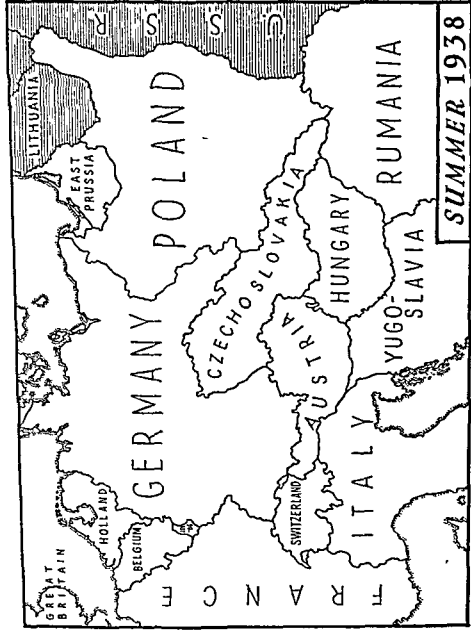 GREAT
BRITAIN
HOLLAND
BELGIUM
FRANCE
GERMANY
EAST
PRUSSIA
LITHUANIA
U. S. S. R.
POLAND
CZECHOSLOVAKIA
SWITZERLAND
AUSTRIA
HUNGARY
RUMANIA
ITALY
YUGO-
SLAVIA
SUMMER 1938